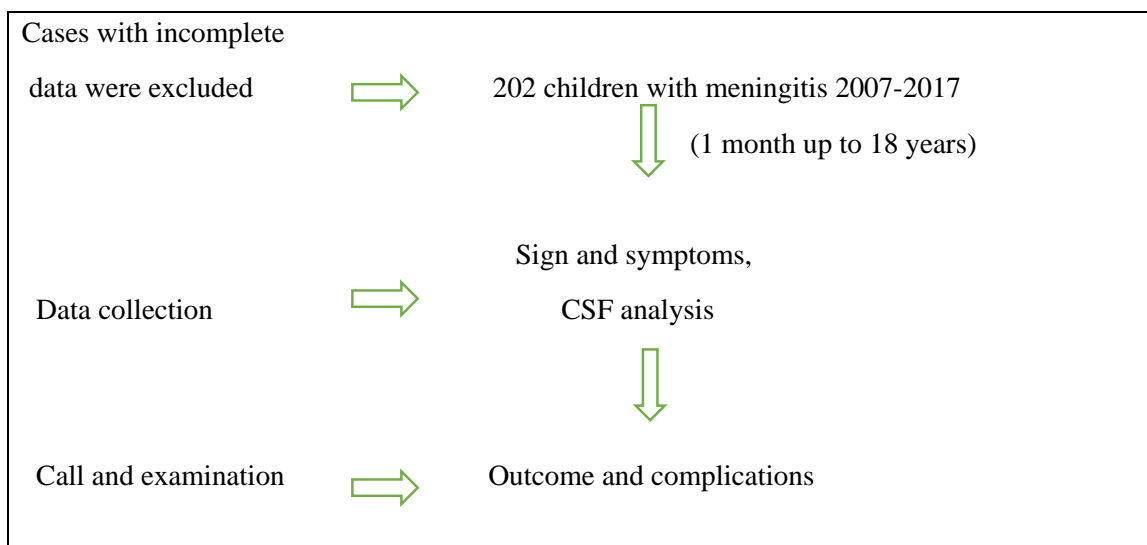 Cases with incomplete
data were excluded
202 children with meningitis 2007-2017
(1 month up to 18 years)
Sign and symptoms,
Data collection
CSF analysis
Call and examination
Outcome and complications